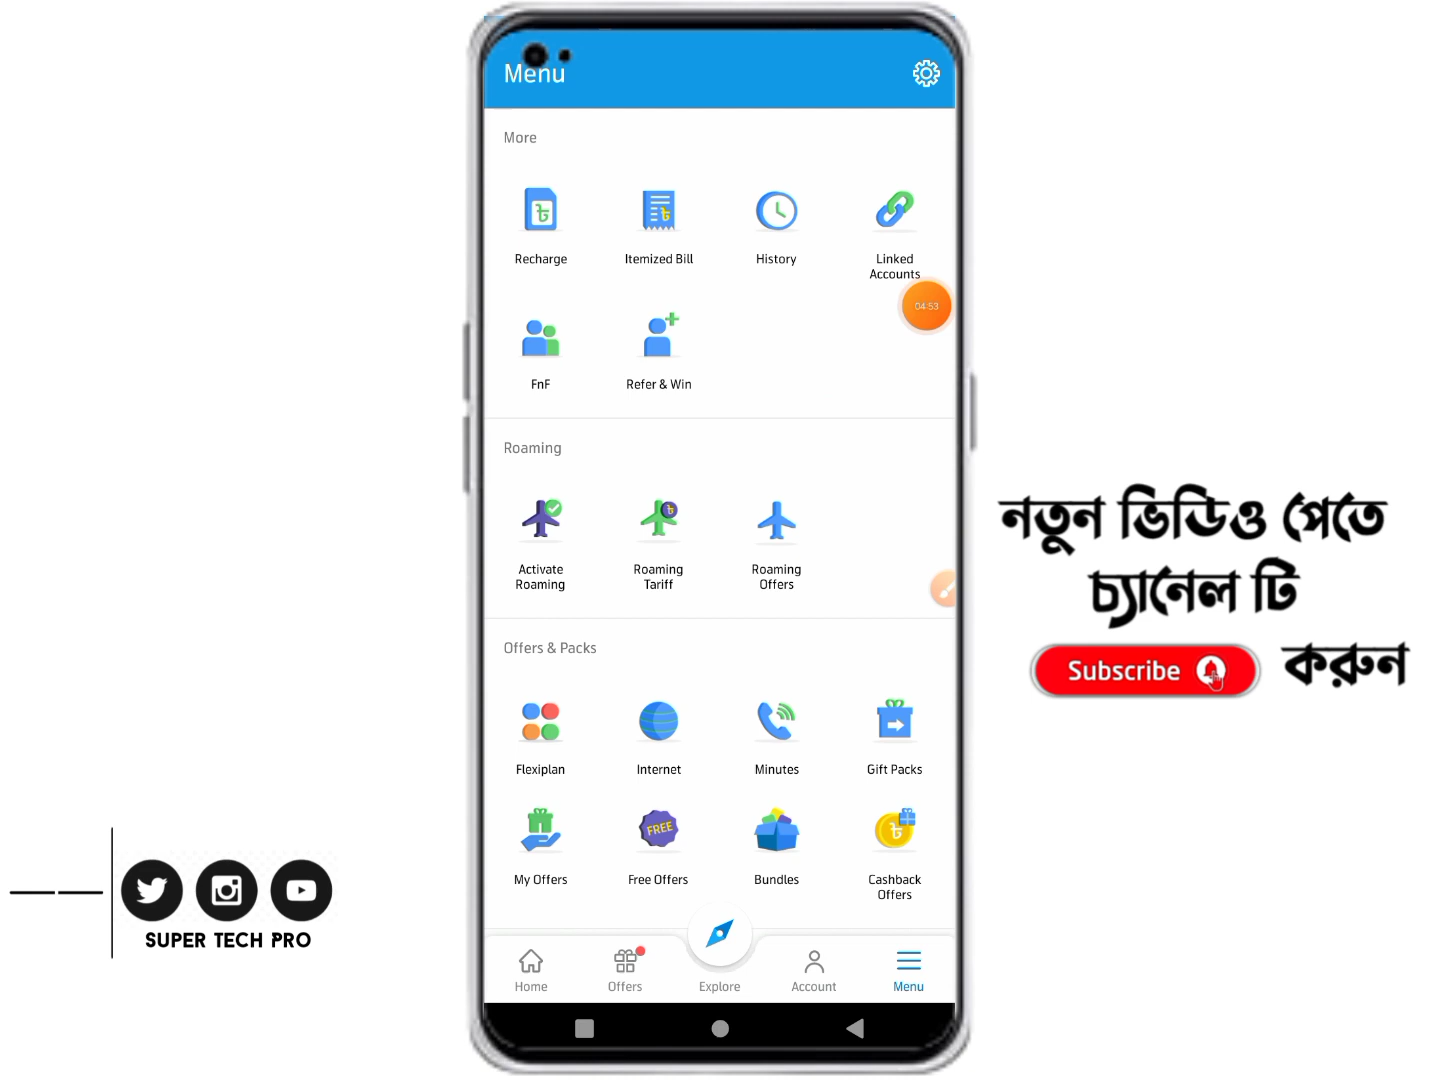 Menu
More
Recharge
Itemized Bill
History
Linked
Accounts
04:53
FnF
Refer & Win
Roaming
Activate
Roaming
Roaming
Tariff
Roaming
Offers
Offers & Packs
Flexiplan
Internet
Minutes
Gift Packs
My Offers
FREE
Free Offers
Bundles
Cashback
Offers
Home
Offers
Explore
Account
Menu
নতুন ভিডিও পেতে
চ্যানেল টি
Subscribe করুন
SUPER TECH PRO